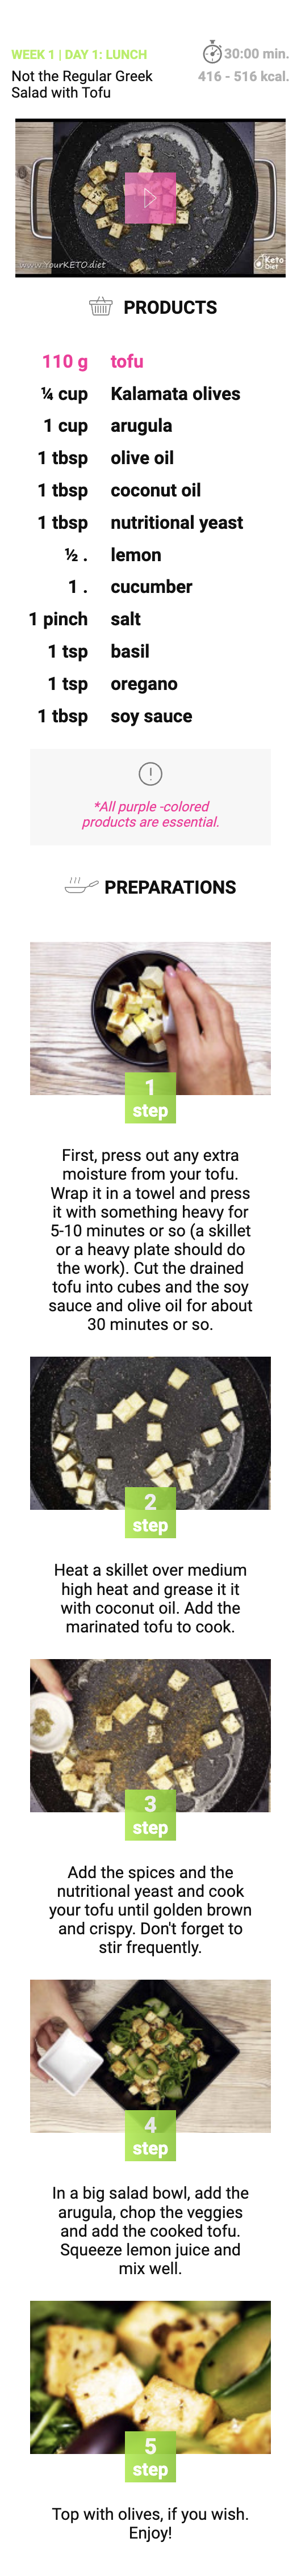 WEEK 1 | DAY 1: LUNCH
30:00 min.
Not the Regular Greek
Salad with Tofu
416 - 516 kcal.
www.YourKETO.diet
Keto
Diet
PRODUCTS
110 g tofu
¼ cup Kalamata olives
1 cup arugula
1 tbsp olive oil
1 tbsp coconut oil
1 tbsp nutritional yeast
½ . lemon
1 . cucumber
1 pinch salt
1 tsp basil
1 tsp oregano
1 tbsp soy sauce
*All purple -colored
products are essential.
PREPARATIONS
1
step
First, press out any extra
moisture from your tofu.
Wrap it in a towel and press
it with something heavy for
5-10 minutes or so (a skillet
or a heavy plate should do
the work). Cut the drained
tofu into cubes and the soy
sauce and olive oil for about
30 minutes or so.
2
step
Heat a skillet over medium
high heat and grease it it
with coconut oil. Add the
marinated tofu to cook.
3
step
Add the spices and the
nutritional yeast and cook
your tofu until golden brown
and crispy. Don't forget to
stir frequently.
4
step
In a big salad bowl, add the
arugula, chop the veggies
and add the cooked tofu.
Squeeze lemon juice and
mix well.
5
step
Top with olives, if you wish.
Enjoy!